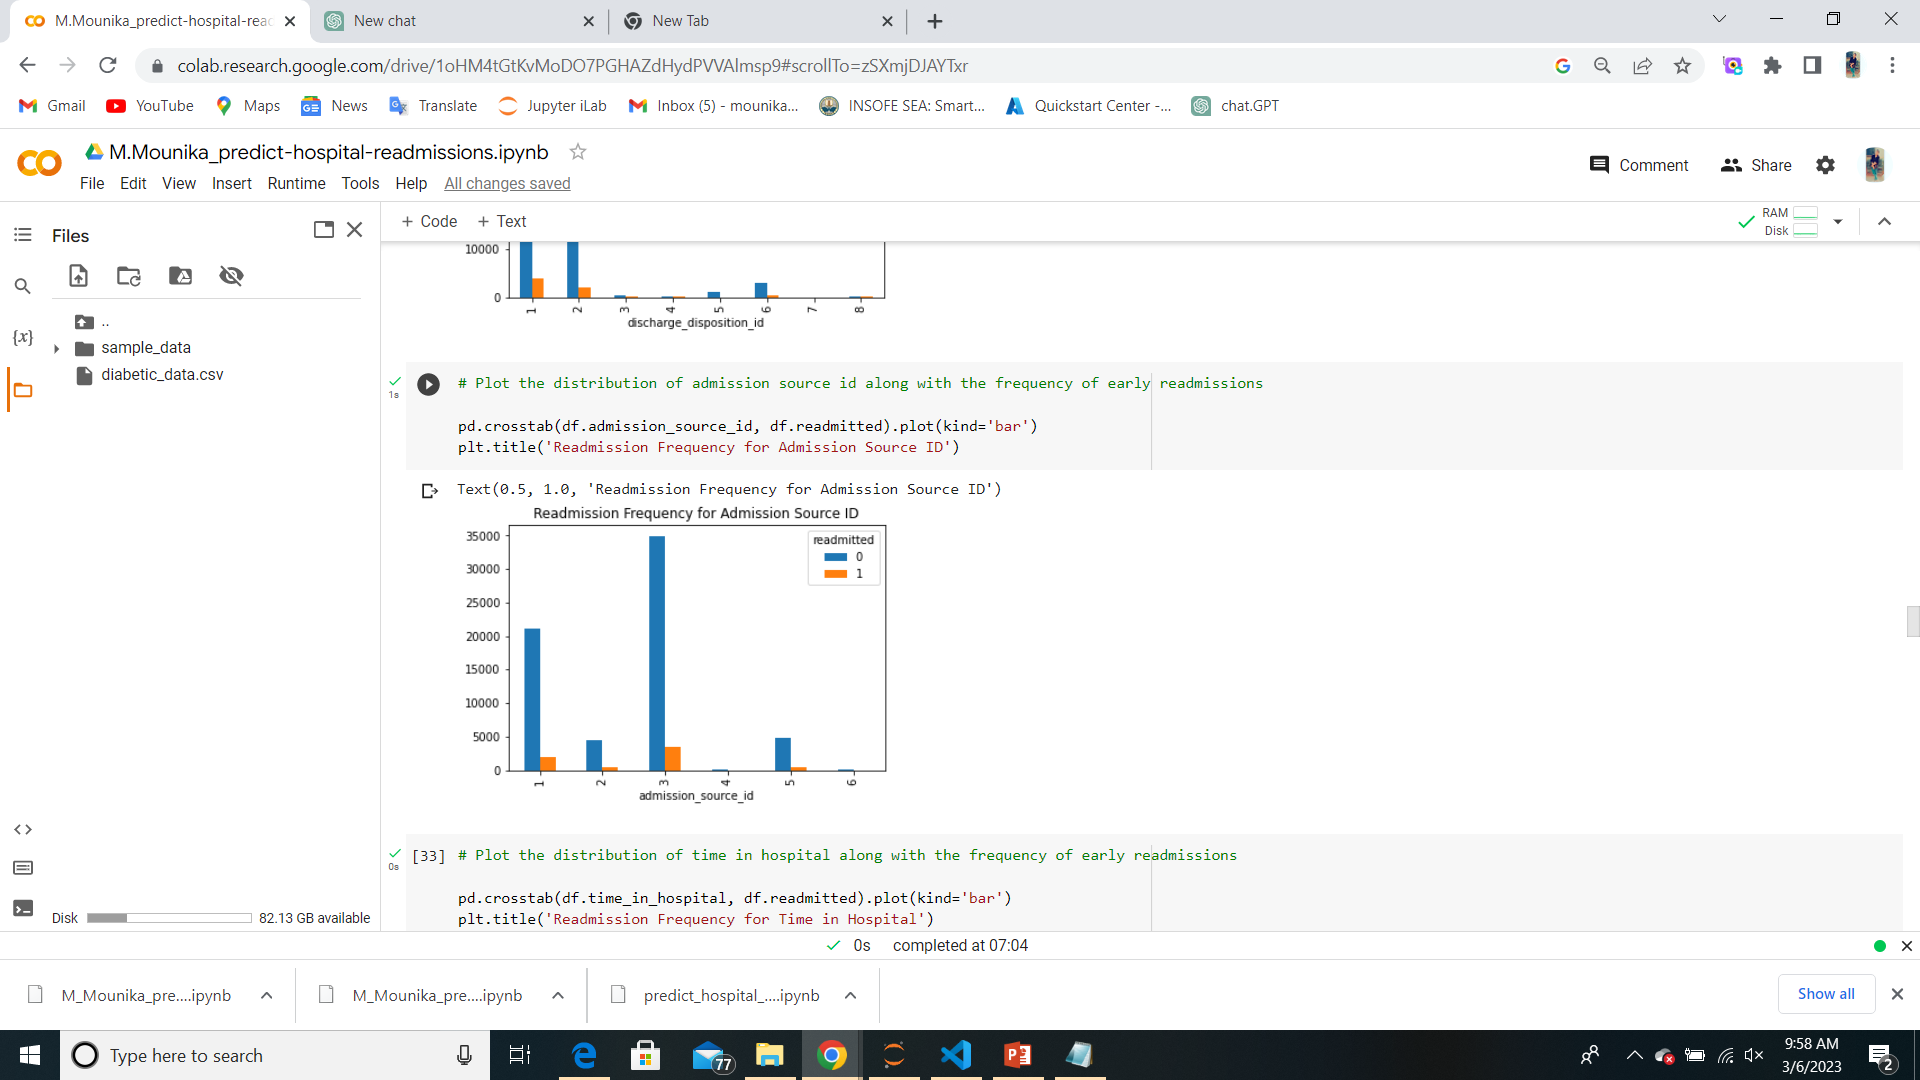 M.Mounika_predict-hospital-read
New chat
New Tab
colab.research.google.com/drive/1oHM4tGtKvMoDO7PGHAZdHydPVVAlmsp9#scrollTo=zSXmjDJAYTxr
Gmail
YouTube
Maps
News
Translate
Jupyter iLab
Inbox (5) - mounika...
INSOFE SEA: Smart...
Quickstart Center -...
chat.GPT
M.Mounika_predict-hospital-readmissions.ipynb
Comment
Share
File Edit View Insert Runtime Tools Help All changes saved
Files
+ Code + Text
RAM
Disk
..
sample_data
diabetic_data.csv
{x}
10000
0
1 2 3 4 5 6 7 8
discharge_disposition_id
1s
# Plot the distribution of admission source id along with the frequency of early readmissions
pd.crosstab(df.admission_source_id, df.readmitted).plot(kind='bar')
plt.title('Readmission Frequency for Admission Source ID')
Text(0.5, 1.0, 'Readmission Frequency for Admission Source ID')
Readmission Frequency for Admission Source ID
readmitted
0
1
35000
30000
25000
20000
15000
10000
5000
0
1 2 3 4 5 6
admission_source_id
0s
[33] # Plot the distribution of time in hospital along with the frequency of early readmissions
pd.crosstab(df.time_in_hospital, df.readmitted).plot(kind='bar')
plt.title('Readmission Frequency for Time in Hospital')
Disk
82.13 GB available
0s completed at 07:04
M_Mounika_pre....ipynb
M_Mounika_pre....ipynb
predict_hospital_....ipynb
Show all
Type here to search
77
9:58 AM
3/6/2023
2